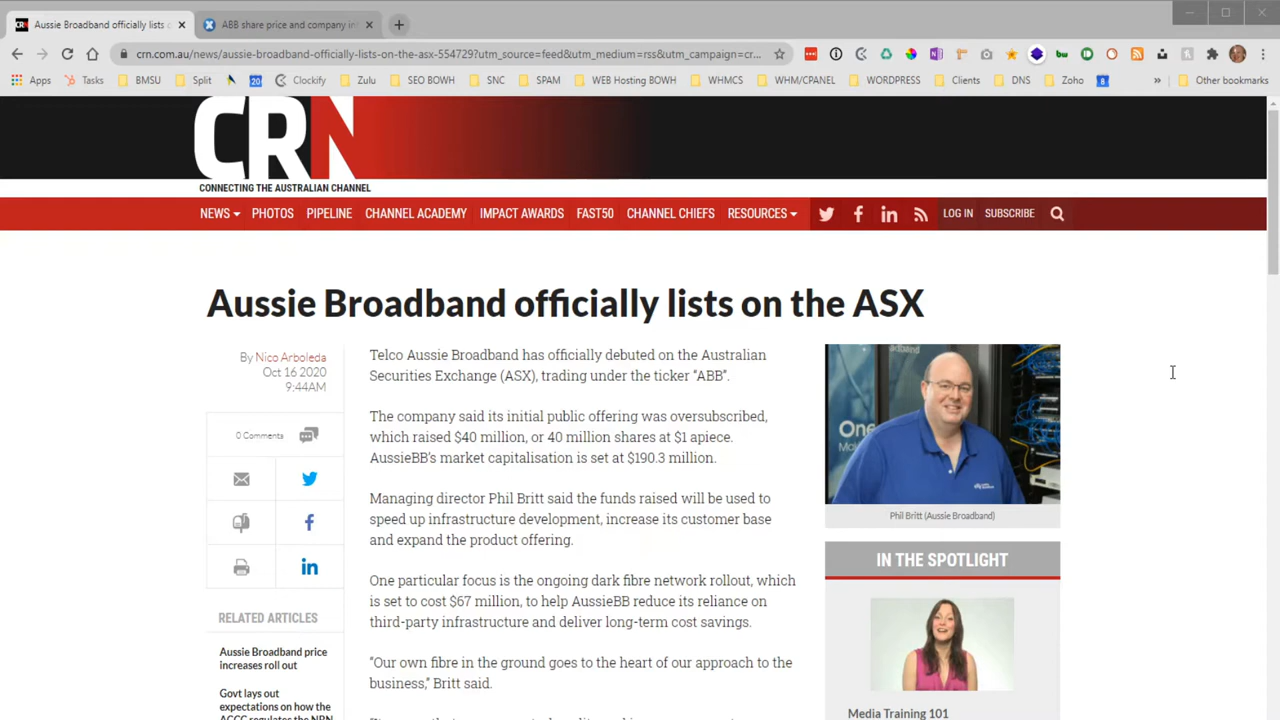 Aussie Broadband officially lists o
ABB share price and company in
crn.com.au/news/aussie-broadband-officially-lists-on-the-asx-554729?utm_source=feed&utm_medium=rss&utm_campaign=cr...
Apps Tasks BMSU Split 20 Clockify Zulu SEO BOWH SNC SPAM WEB Hosting BOWH WHMCS WHM/CPANEL WORDPRESS Clients DNS Zoho 8 » Other bookmarks
CRN
CONNECTING THE AUSTRALIAN CHANNEL
NEWS PHOTOS PIPELINE CHANNEL ACADEMY IMPACT AWARDS FAST50 CHANNEL CHIEFS RESOURCES LOG IN SUBSCRIBE
Aussie Broadband officially lists on the ASX
By Nico Arboleda
Oct 16 2020
9:44AM
0 Comments
RELATED ARTICLES
Aussie Broadband price
increases roll out
Govt lays out
expectations on how the
ACCC regulates the NBN
Telco Aussie Broadband has officially debuted on the Australian
Securities Exchange (ASX), trading under the ticker “ABB”.
The company said its initial public offering was oversubscribed,
which raised $40 million, or 40 million shares at $1 apiece.
AussieBB’s market capitalisation is set at $190.3 million.
Managing director Phil Britt said the funds raised will be used to
speed up infrastructure development, increase its customer base
and expand the product offering.
One particular focus is the ongoing dark fibre network rollout, which
is set to cost $67 million, to help AussieBB reduce its reliance on
third-party infrastructure and deliver long-term cost savings.
“Our own fibre in the ground goes to the heart of our approach to the
business,” Britt said.
Phil Britt (Aussie Broadband)
IN THE SPOTLIGHT
Media Training 101